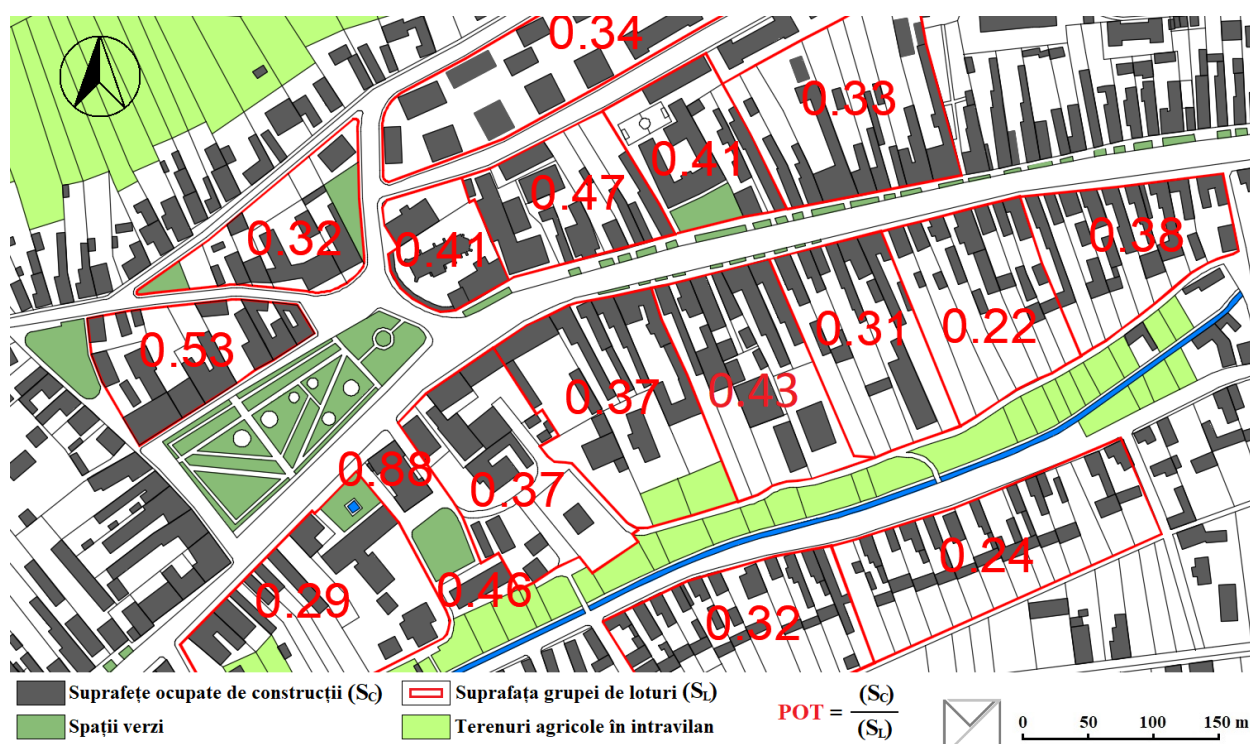 0.34
0.33
0.41
0.47
0.32
0.41
0.38
0.31
0.22
0.53
0.37
0.43
0.88
0.37
0.24
0.46
0.29
0.32
Suprafețe ocupate de construcții (SC)
Suprafața grupei de loturi (SL)
Spații verzi
Terenuri agricole în intravilan
POT = (SC)
(SL)
0 50 100 150 m